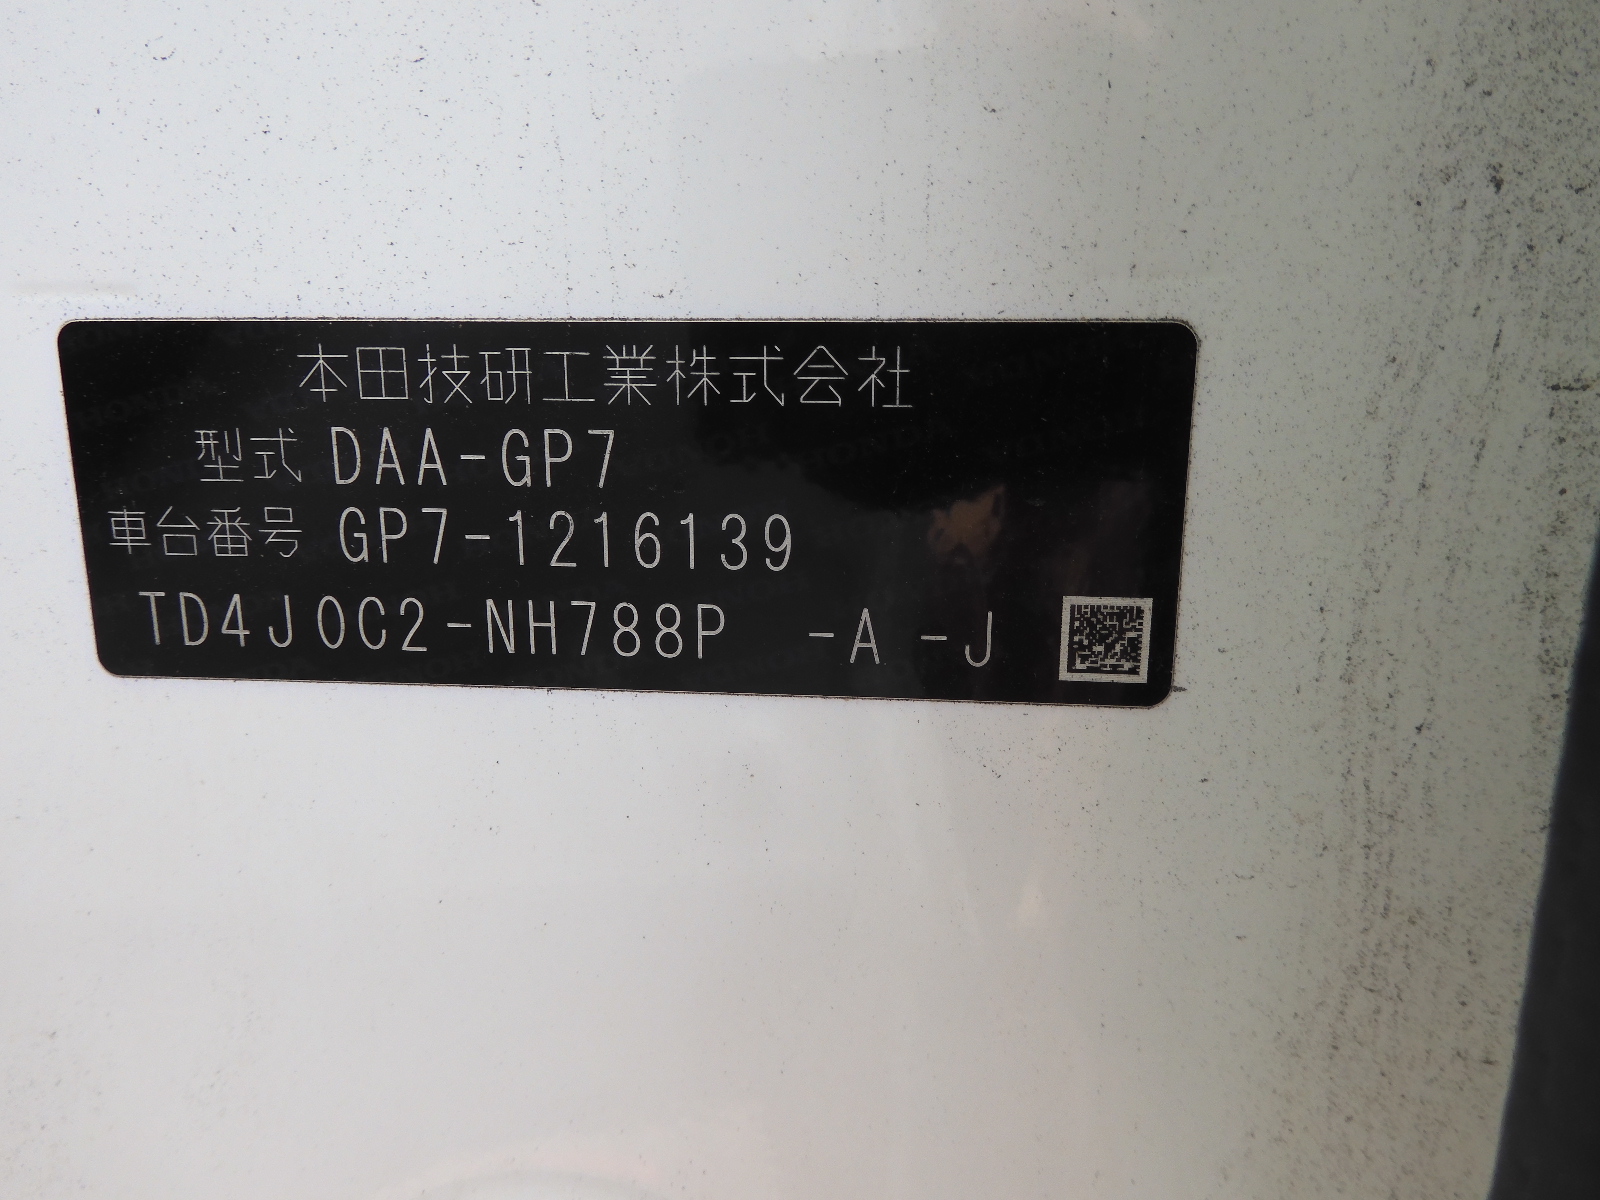 本田技研工業株式会社
型式 DAA-GP7
車台番号 GP7-1216139
TD4J0C2-NH788P -A -J